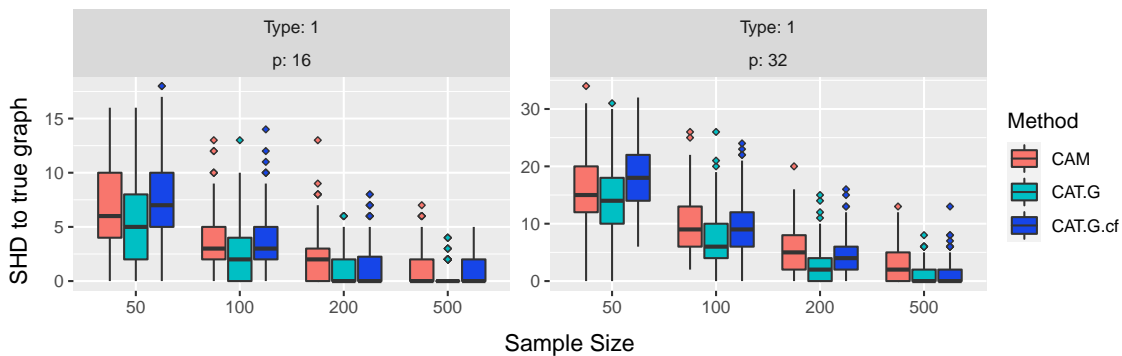 Type: 1
p: 16
Type: 1
p: 32
SHD to true graph
15
10
5
0
30
20
10
0
50 100 200 500
50 100 200 500
Sample Size
Method
CAM
CAT.G
CAT.G.cf